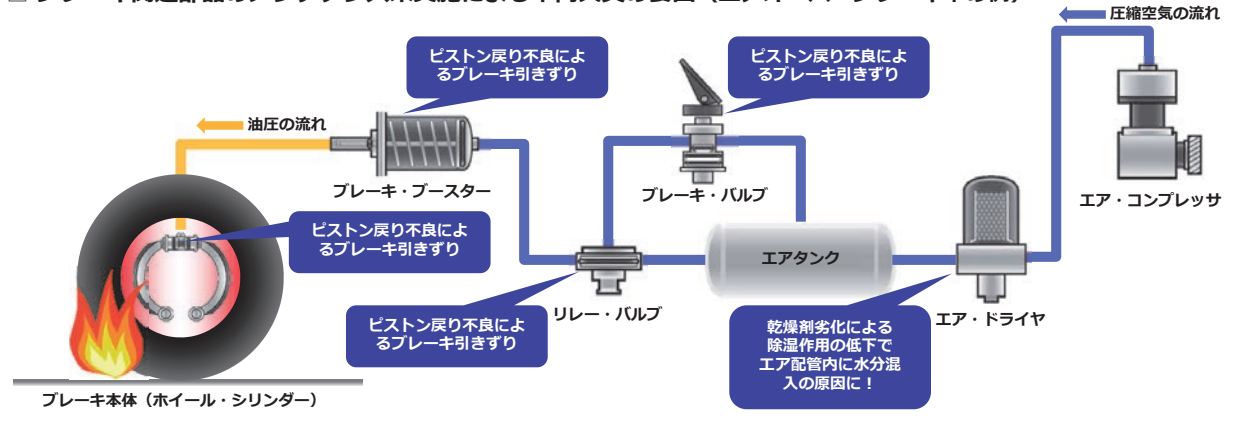 圧縮空気の流れ
ピストン戻り不良によ
るブレーキ引きずり
ピストン戻り不良によ
るブレーキ引きずり
油圧の流れ
ブレーキ・ブースター
ブレーキ・バルブ
エア・コンプレッサ
ピストン戻り不良によ
るブレーキ引きずり
エアタンク
リレー・バルブ
エア・ドライヤ
ピストン戻り不良によ
るブレーキ引きずり
乾燥剤劣化による
除湿作用の低下で
エア配管内に水分混
入の原因に！
ブレーキ本体（ホイール・シリンダー）